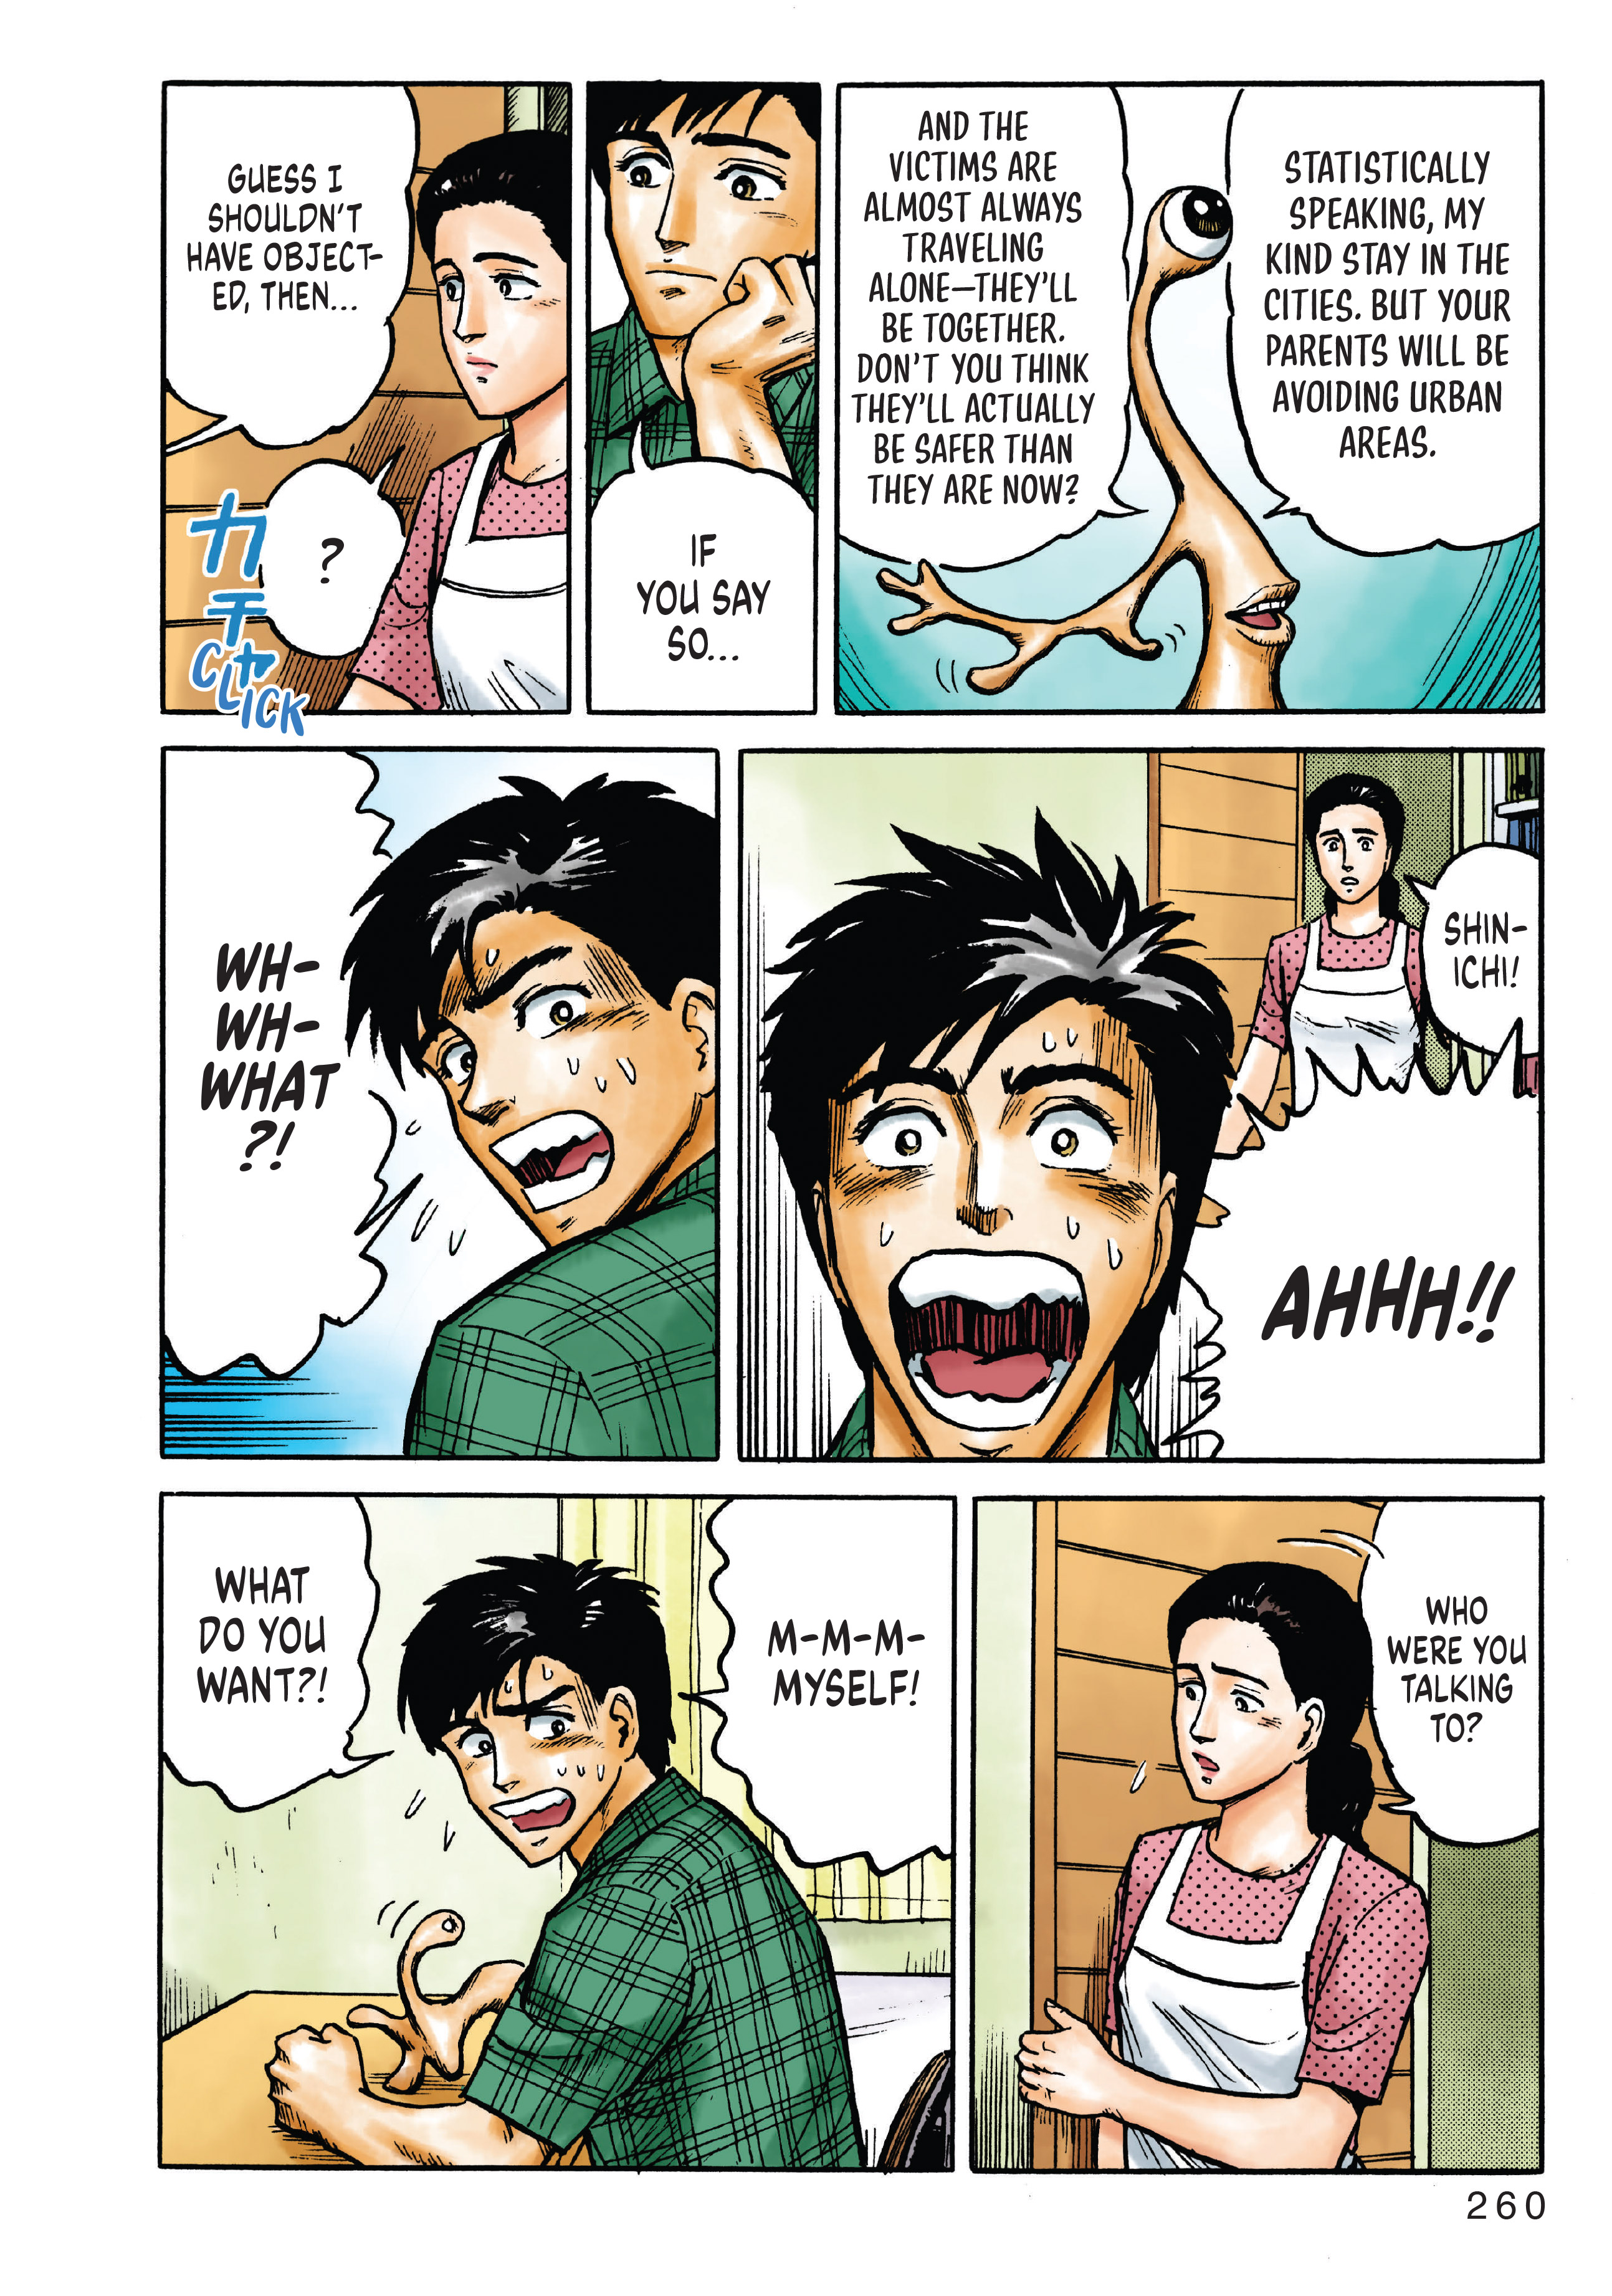 STATISTICALLY
SPEAKING, MY
KIND STAY IN THE
CITIES. BUT YOUR
PARENTS WILL BE
AVOIDING URBAN
AREAS.
AND THE
VICTIMS ARE
ALMOST ALWAYS
TRAVELING
ALONE—THEY'LL
BE TOGETHER.
DON'T YOU THINK
THEY'LL ACTUALLY
BE SAFER THAN
THEY ARE NOW?
IF
YOU SAY
SO...
GUESS I
SHOULDN'T
HAVE OBJECT-
ED, THEN...
?
カチャ
CLICK
SHIN-
ICHI!
AHHH!!
WH-
WH-
WHAT
?!
WHO
WERE YOU
TALKING
TO?
M-M-M-
MYSELF!
WHAT
DO YOU
WANT?!
260